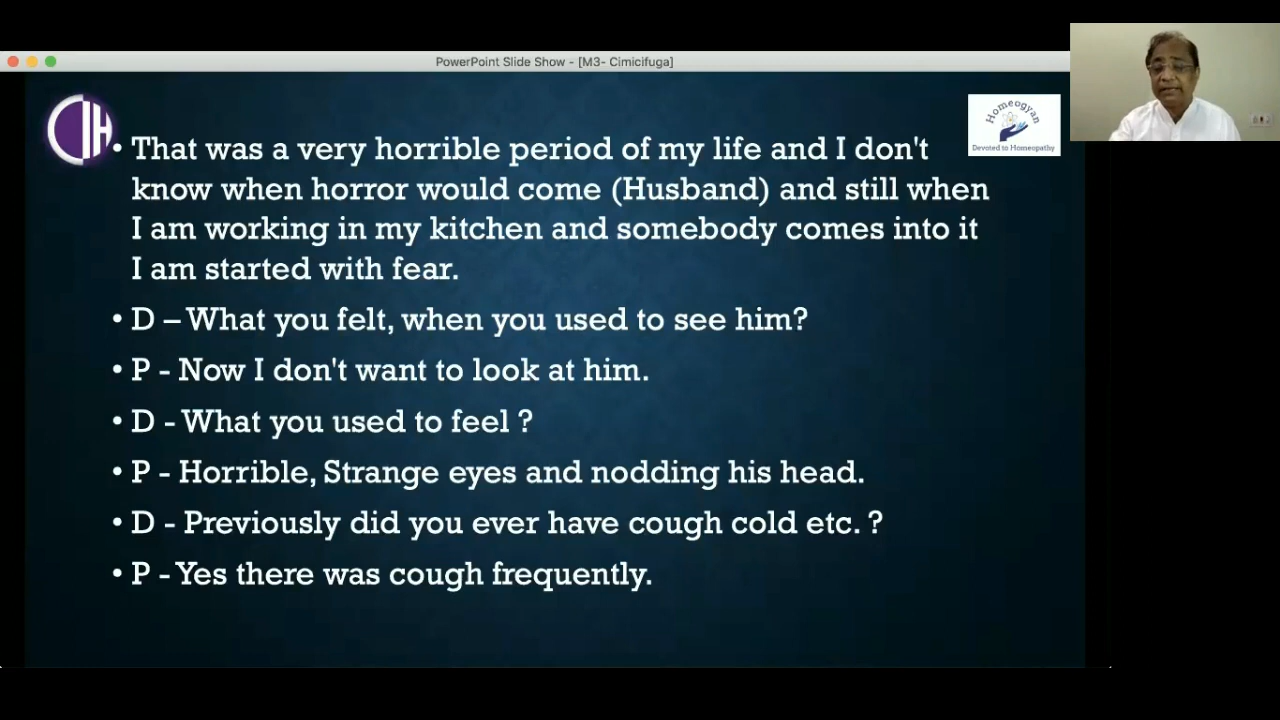 PowerPoint Slide Show - [M3- Cimicifuga]
CIH
Homeogyan
Devoted to Homeopathy
• That was a very horrible period of my life and I don't
know when horror would come (Husband) and still when
I am working in my kitchen and somebody comes into it
I am started with fear.
• D – What you felt, when you used to see him?
• P - Now I don't want to look at him.
• D - What you used to feel ?
• P - Horrible, Strange eyes and nodding his head.
• D - Previously did you ever have cough cold etc. ?
• P - Yes there was cough frequently.